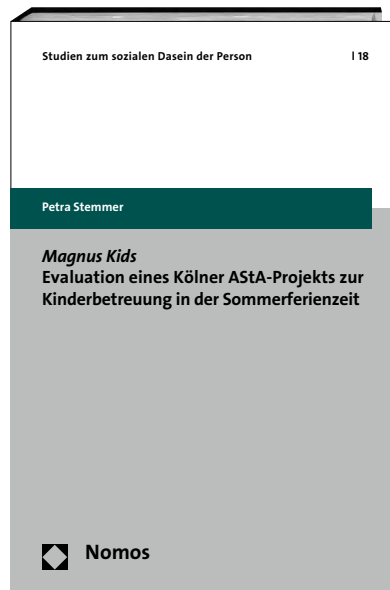 Studien zum sozialen Dasein der Person | 18
Petra Stemmer
Magnus Kids
Evaluation eines Kölner AStA-Projekts zur
Kinderbetreuung in der Sommerferienzeit
Nomos